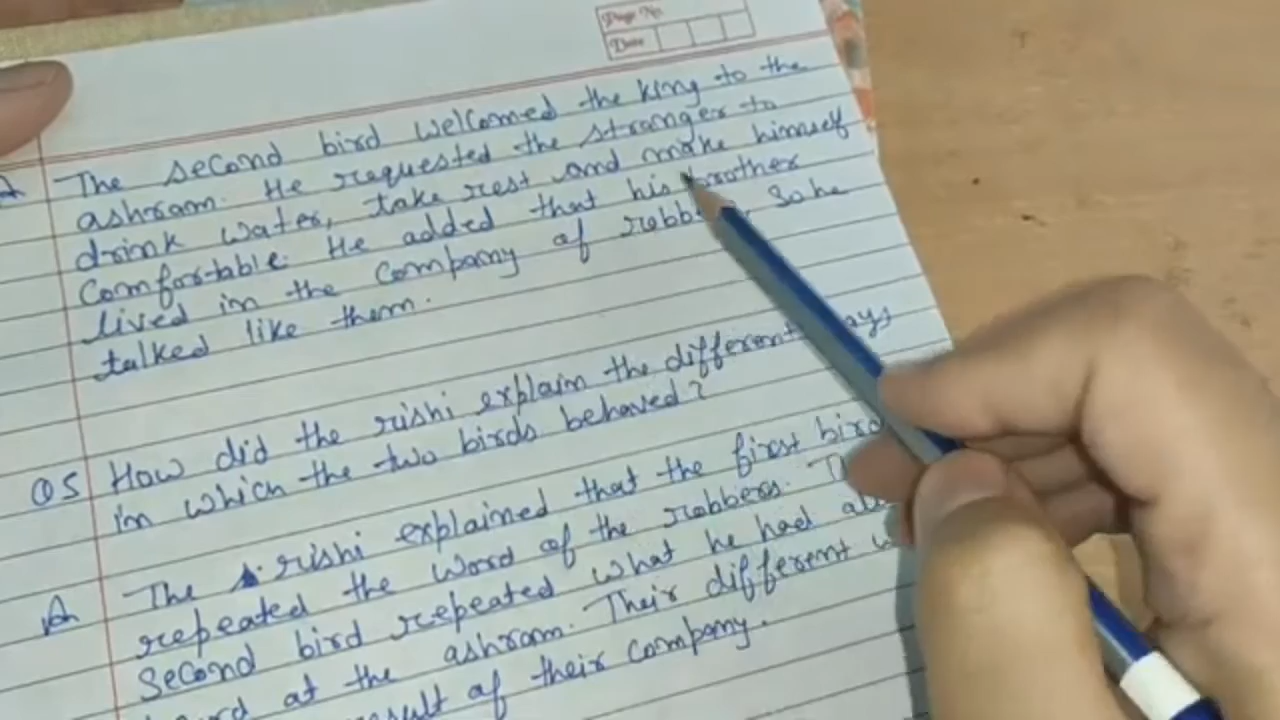 Page No.
Date
A The second bird welcomed the king to the
ashram. He requested the stranger to
drink water, take rest and make himself
comfortable. He added that his brother
lived in the company of So he
talked like them.
Q5 How did the rishi explain the different
in which the two birds behaved?
A The rishi explained that the first bird
repeated the word of the robbers.
second bird repeated what he had
at the ashram. Their different
of their company.